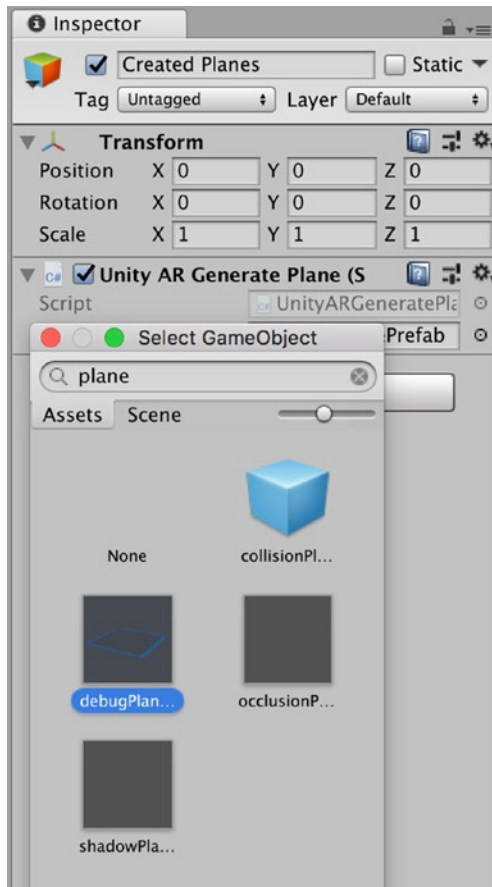 Inspector
Created Planes Static
Tag Untagged Layer Default
Transform
Position X 0 Y 0 Z 0
Rotation X 0 Y 0 Z 0
Scale X 1 Y 1 Z 1
C# Unity AR Generate Plane (S
Script UnityARGeneratePla
Select GameObject
Prefab
plane
Assets Scene
None collisionPl...
debugPlan... occlusionP...
shadowPla...